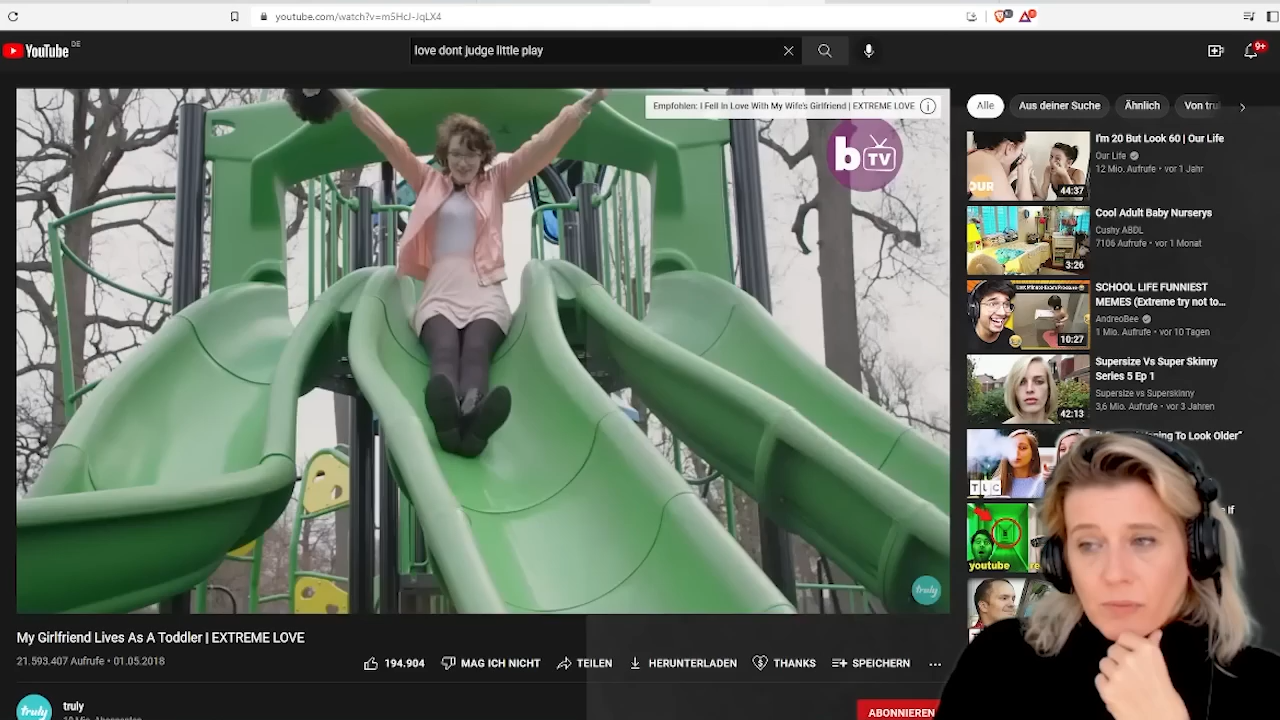 youtube.com/watch?v=m5HcJ-JqLX4
YouTube DE
love dont judge little play
9+
Empfohlen: I Fell In Love With My Wife's Girlfriend | EXTREME LOVE
b TV
truly
Alle
Aus deiner Suche
Ähnlich
Von tru
I'm 20 But Look 60 | Our Life
Our Life
12 Mio. Aufrufe • vor 1 Jahr
OUR
44:37
Cool Adult Baby Nurserys
Cushy ABDL
7106 Aufrufe • vor 1 Monat
3:26
SCHOOL LIFE FUNNIEST
MEMES (Extreme try not to...
AndreoBee
1 Mio. Aufrufe • vor 10 Tagen
10:27
Supersize Vs Super Skinny
Series 5 Ep 1
Supersize vs Superskinny
3,6 Mio. Aufrufe • vor 3 Jahren
42:13
To Look Older"
TLC
If
youtube
My Girlfriend Lives As A Toddler | EXTREME LOVE
21.593.407 Aufrufe • 01.05.2018
194.904
MAG ICH NICHT
TEILEN
HERUNTERLADEN
THANKS
SPEICHERN
truly
truly
ABONNIEREN